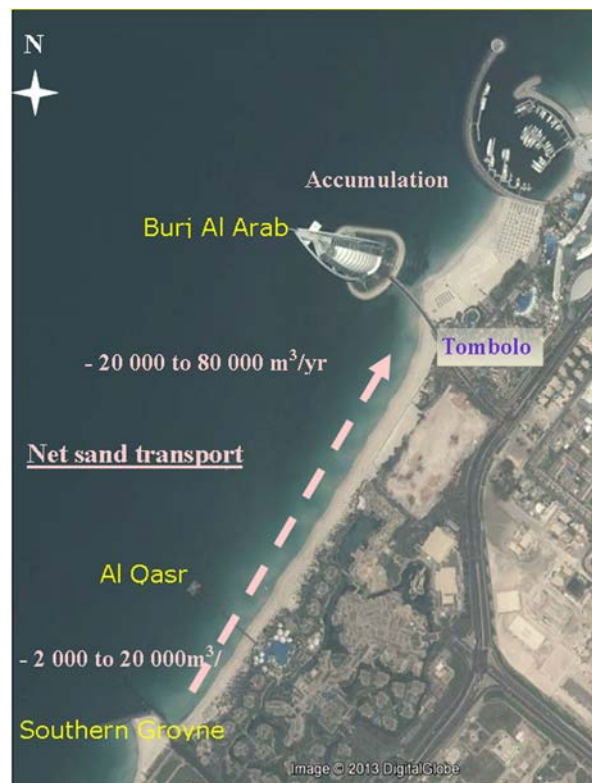 N
Accumulation
Burj Al Arab
Tombolo
- 20 000 to 80 000 m³/yr
Net sand transport
Al Qasr
- 2 000 to 20 000m³/
Southern Groyne
Image © 2013 DigitalGlobe